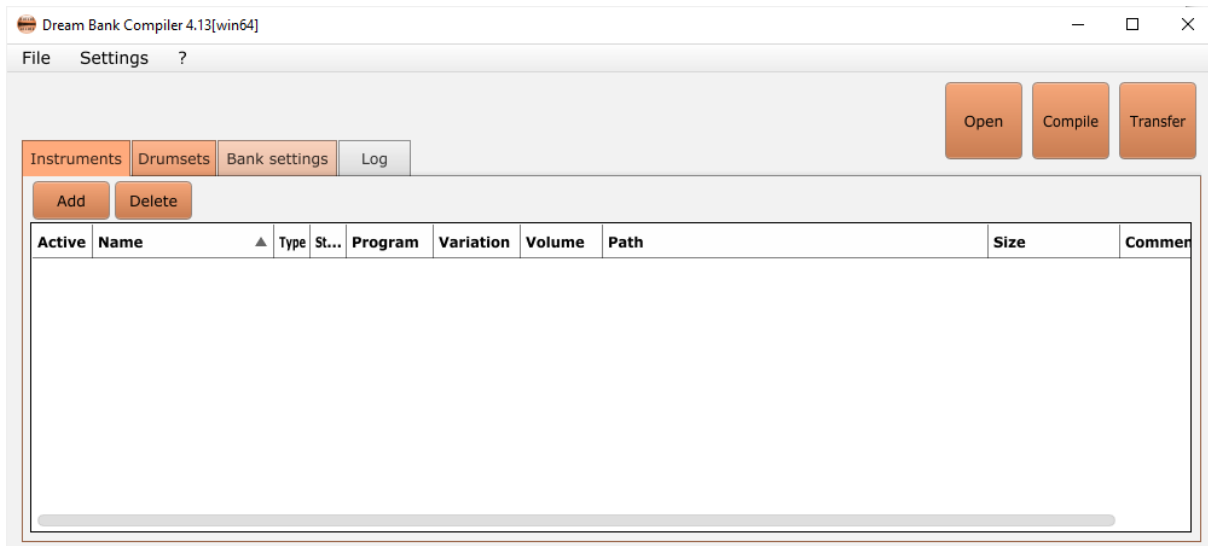 Dream Bank Compiler 4.13[win64]
File Settings ?
Open Compile Transfer
Instruments Drumsets Bank settings Log
Add Delete
Active Name Type St... Program Variation Volume Path Size Commen